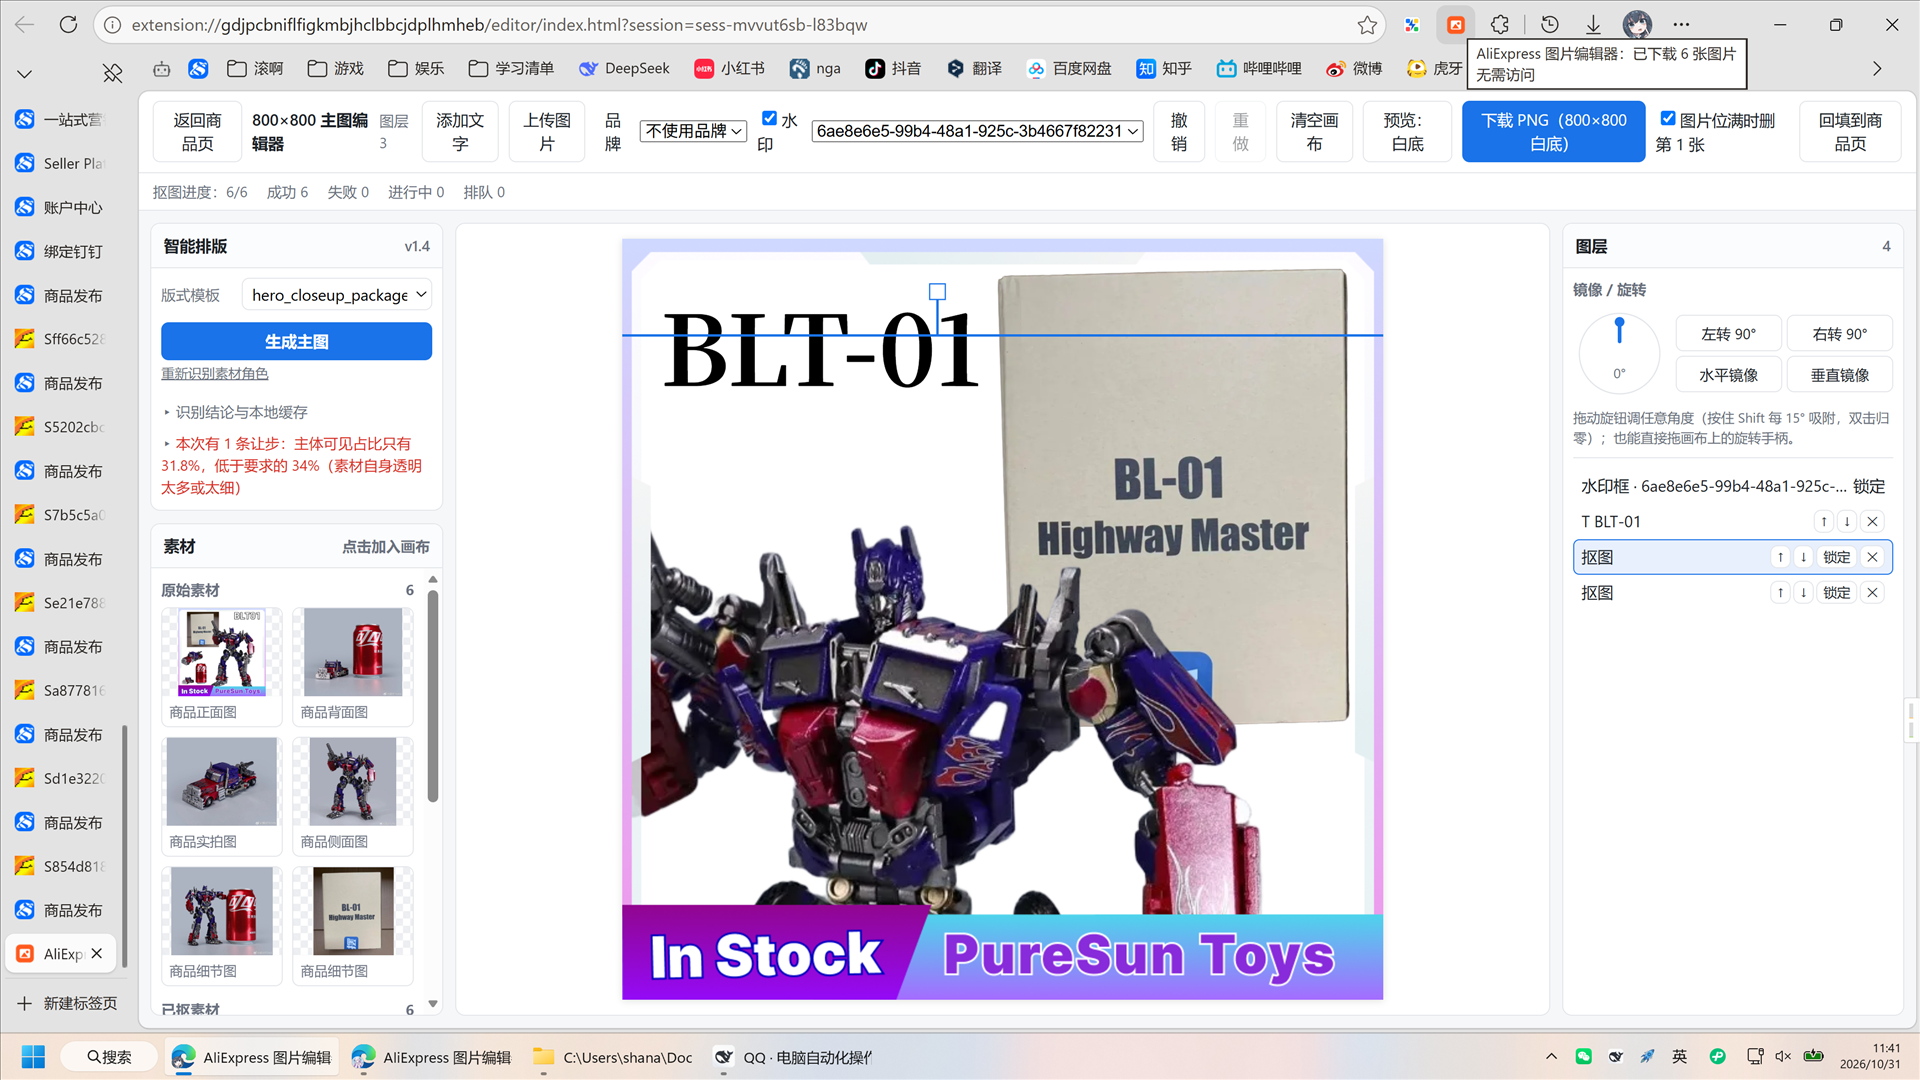 extension://gdjpcbniflfigkmbjhclbbcjdplhmheb/editor/index.html?session=sess-mvvut6sb-l83bqw
AliExpress 图片编辑器：已下载 6 张图片
无需访问
滚啊
游戏
娱乐
学习清单
DeepSeek
小红书
nga
抖音
翻译
百度网盘
知乎
哔哩哔哩
微博
虎牙
一站式营
Seller Pla
账户中心
绑定钉钉
商品发布
Sff66c528
商品发布
S5202cbc
商品发布
S7b5c5a0
商品发布
Se21e788
商品发布
Sa877816
商品发布
Sd1e3220
商品发布
S854d818
商品发布
AliExp
新建标签页
返回商品页
800×800 主图编辑器
图层 3
添加文字
上传图片
品牌
不使用品牌
水印
6ae8e6e5-99b4-48a1-925c-3b4667f82231
撤销
重做
清空画布
预览：白底
下载 PNG（800×800 白底）
图片位满时删第 1 张
回填到商品页
抠图进度：6/6 成功 6 失败 0 进行中 0 排队 0
智能排版 v1.4
版式模板 hero_closeup_package
生成主图
重新识别素材角色
识别结论与本地缓存
本次有 1 条让步：主体可见占比只有
31.8%，低于要求的 34%（素材自身透明
太多或太细）
素材 点击加入画布
原始素材 6
BLT01
BL-01
In Stock PureSun Toys
商品正面图
商品背面图
商品实拍图
商品侧面图
BL-01
Highway Master
商品细节图
商品细节图
已抠素材 6
BLT-01
BL-01
Highway Master
In Stock
PureSun Toys
图层 4
镜像 / 旋转
0°
左转 90°
右转 90°
水平镜像
垂直镜像
拖动旋钮调任意角度（按住 Shift 每 15° 吸附，双击归
零）；也能直接拖画布上的旋转手柄。
水印框 · 6ae8e6e5-99b4-48a1-925c-... 锁定
T BLT-01 ↑ ↓
抠图 ↑ ↓ 锁定
抠图 ↑ ↓ 锁定
搜索
AliExpress 图片编辑
AliExpress 图片编辑
C:\Users\shana\Doc
QQ · 电脑自动化操作
英
11:41
2026/10/31